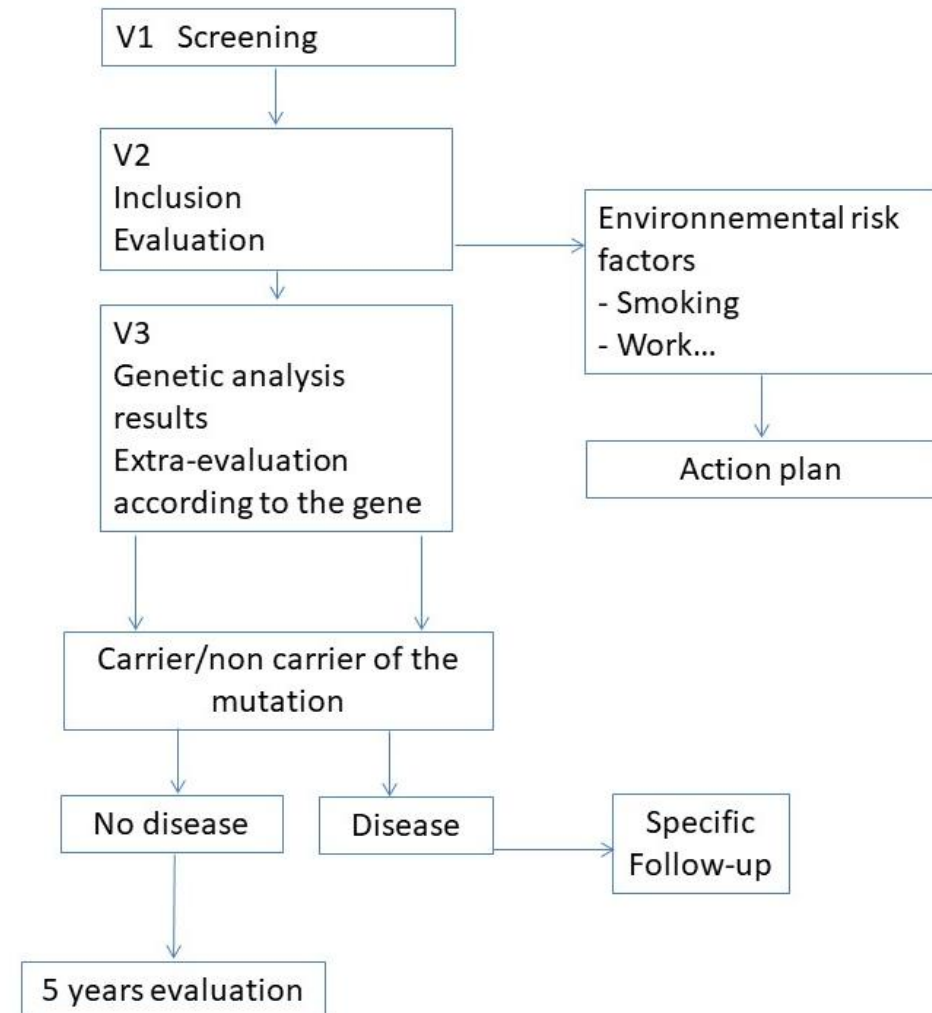 V1   Screening
V2
Inclusion
Evaluation
Environnemental risk
factors
- Smoking
- Work...
V3
Genetic analysis
results
Extra-evaluation
according to the gene
Action plan
Carrier/non carrier of the
mutation
No disease
Disease
Specific
Follow-up
5 years evaluation